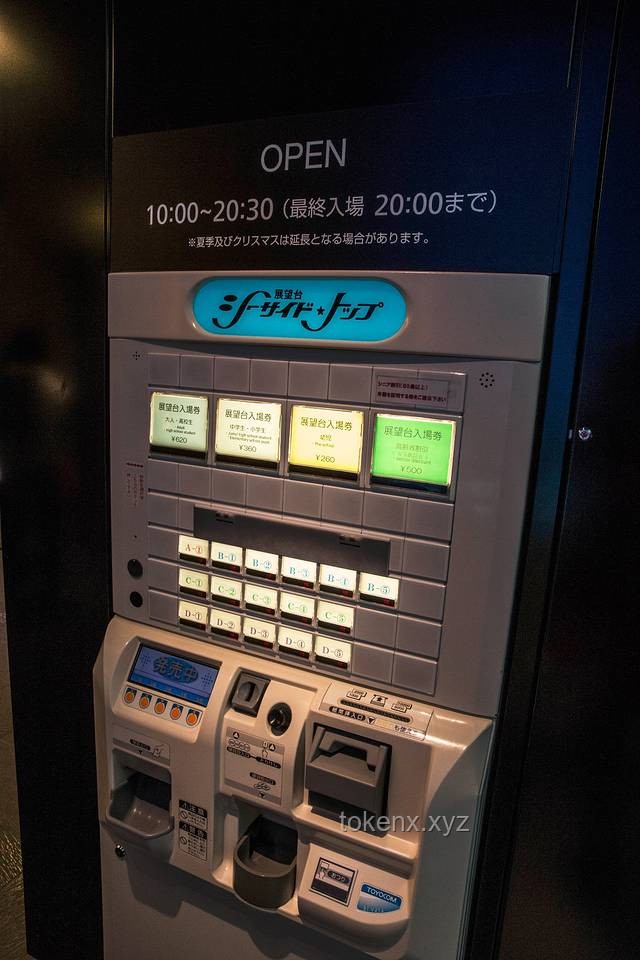 OPEN
10:00~20:30（最終入場 20:00まで）
※夏季及びクリスマスは延長となる場合があります。
展望台
シーサイド★トップ
展望台入場券
大人・高校生
¥620
展望台入場券
中学生・小学生
¥360
展望台入場券
幼児
¥260
展望台入場券
¥500
A-① B-① B-② B-③ B-④ B-⑤
C-① C-② C-③ C-④ C-⑤
D-① D-② D-③ D-④ D-⑤
発売中
tokenx.xyz
おつり
TOYOCOM